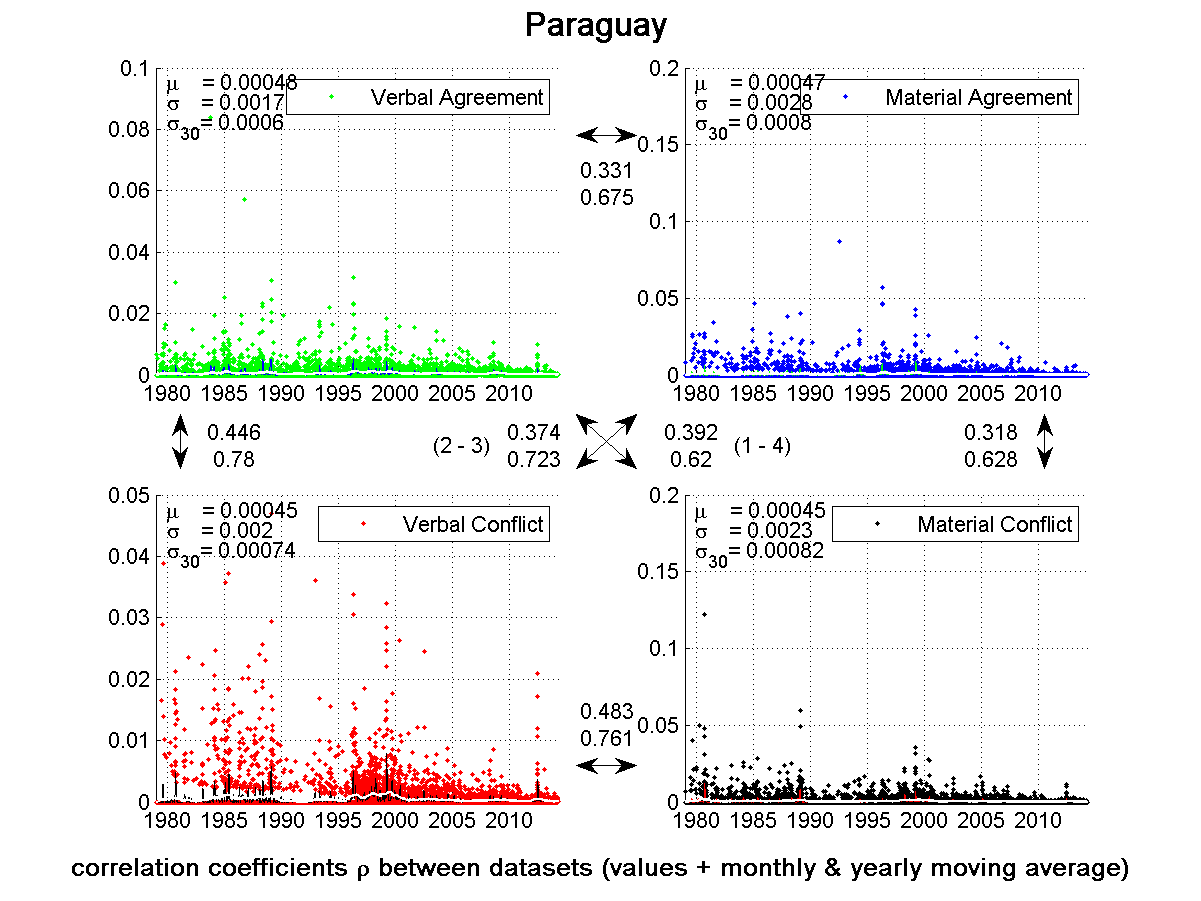 Paraguay
0.1
0.08
0.06
0.04
0.02
0
μ = 0.00048
σ = 0.0017
σ30= 0.0006
Verbal Agreement
1980 1985 1990 1995 2000 2005 2010
0.331
0.675
0.2
0.15
0.1
0.05
0
μ = 0.00047
σ = 0.0028
σ30= 0.0008
Material Agreement
1980 1985 1990 1995 2000 2005 2010
0.446
0.78
(2 - 3)
0.374
0.723
0.392
0.62
(1 - 4)
0.318
0.628
0.05
0.04
0.03
0.02
0.01
0
μ = 0.00045
σ = 0.002
σ30= 0.00074
Verbal Conflict
1980 1985 1990 1995 2000 2005 2010
0.483
0.761
0.2
0.15
0.1
0.05
0
μ = 0.00045
σ = 0.0023
σ30= 0.00082
Material Conflict
1980 1985 1990 1995 2000 2005 2010
correlation coefficients ρ between datasets (values + monthly & yearly moving average)